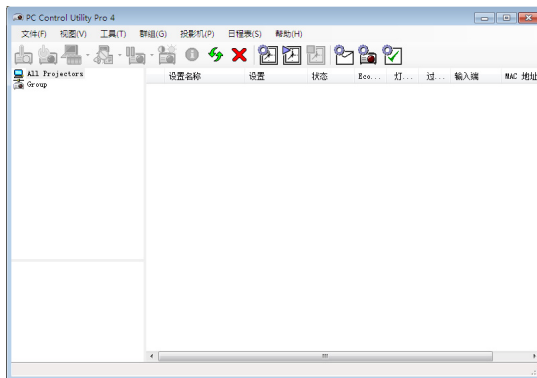 PC Control Utility Pro 4
文件(F) 视图(V) 工具(T) 群组(G) 投影机(P) 日程表(S) 帮助(H)
All Projectors
Group
设置名称 设置 状态 Eco... 灯... 过... 输入端 MAC 地址